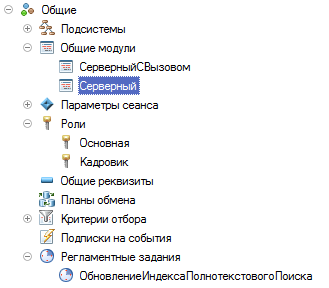 Общие
Подсистемы
Общие модули
СерверныйСВызовом
Серверный
Параметры сеанса
Роли
Основная
Кадровик
Общие реквизиты
Планы обмена
Критерии отбора
Подписки на события
Регламентные задания
ОбновлениеИндексаПолнотекстовогоПоиска